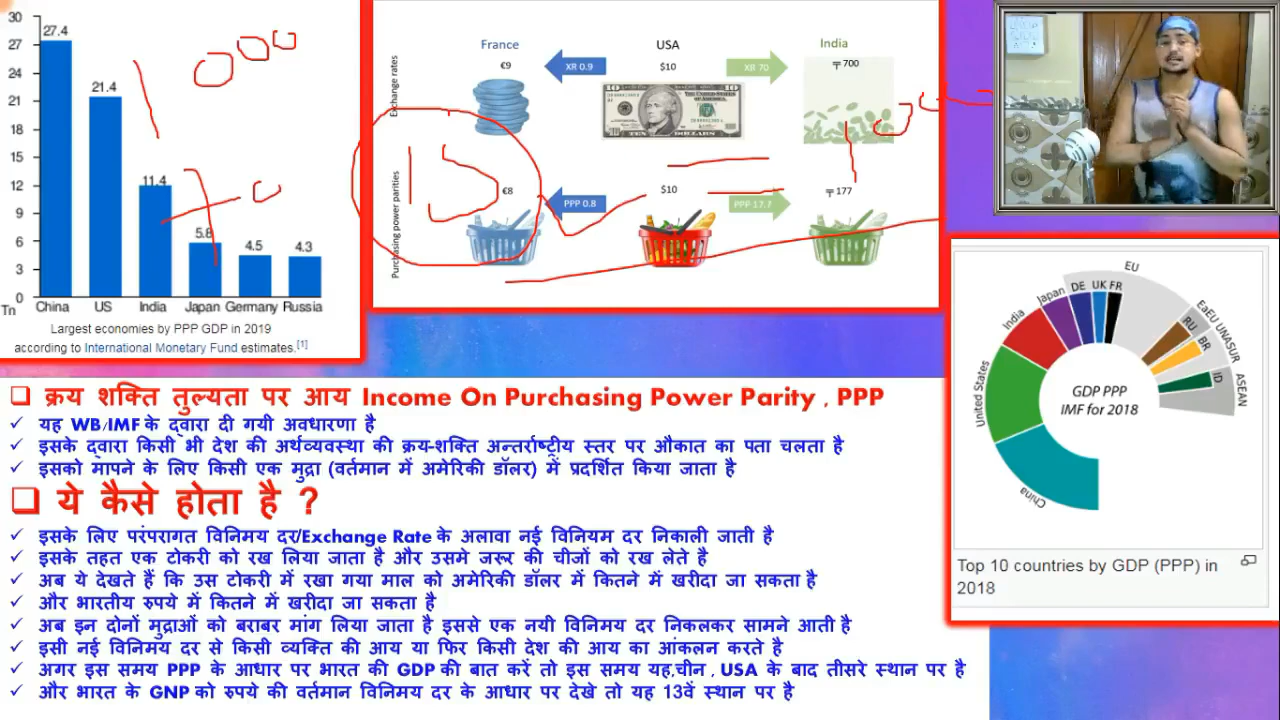 30
27
24
21
18
15
12
9
6
3
0
Tn
27.4
21.4
11.4
5.8
4.5
4.3
China US India Japan Germany Russia
Largest economies by PPP GDP in 2019
according to International Monetary Fund estimates.[1]
1000
70
Exchange rates
Purchasing power parities
France USA India
€9 XR 0.9 $10 XR 70 ₸700
€8 PPP 0.8 $10 PPP 17.7 ₸177
15
100
EU
EaEU UNASUR
ASEAN
China
United States
India
Japan
DE
UK
FR
RU
BR
ID
GDP PPP
IMF for 2018
Top 10 countries by GDP (PPP) in
2018
❑ क्रय शक्ति तुल्यता पर आय Income On Purchasing Power Parity , PPP
✓ यह WB/IMF के द्वारा दी गयी अवधारणा है
✓ इसके द्वारा किसी भी देश की अर्थव्यवस्था की क्रय-शक्ति अन्तर्राष्ट्रीय स्तर पर औकात का पता चलता है
✓ इसको मापने के लिए किसी एक मुद्रा (वर्तमान में अमेरिकी डॉलर) में प्रदर्शित किया जाता है
❑ ये कैसे होता है ?
✓ इसके लिए परंपरागत विनिमय दर/Exchange Rate के अलावा नई विनियम दर निकाली जाती है
✓ इसके तहत एक टोकरी को रख लिया जाता है और उसमे जरूर की चीजों को रख लेते है
✓ अब ये देखते हैं कि उस टोकरी में रखा गया माल को अमेरिकी डॉलर में कितने में खरीदा जा सकता है
✓ और भारतीय रुपये में कितने में खरीदा जा सकता है
✓ अब इन दोनों मुद्राओं को बराबर मांग लिया जाता है इससे एक नयी विनिमय दर निकलकर सामने आती है
✓ इसी नई विनिमय दर से किसी व्यक्ति की आय या फिर किसी देश की आय का आंकलन करते है
✓ अगर इस समय PPP के आधार पर भारत की GDP की बात करें तो इस समय यह,चीन , USA के बाद तीसरे स्थान पर है
✓ और भारत के GNP को रुपये की वर्तमान विनिमय दर के आधार पर देखे तो यह 13वें स्थान पर है